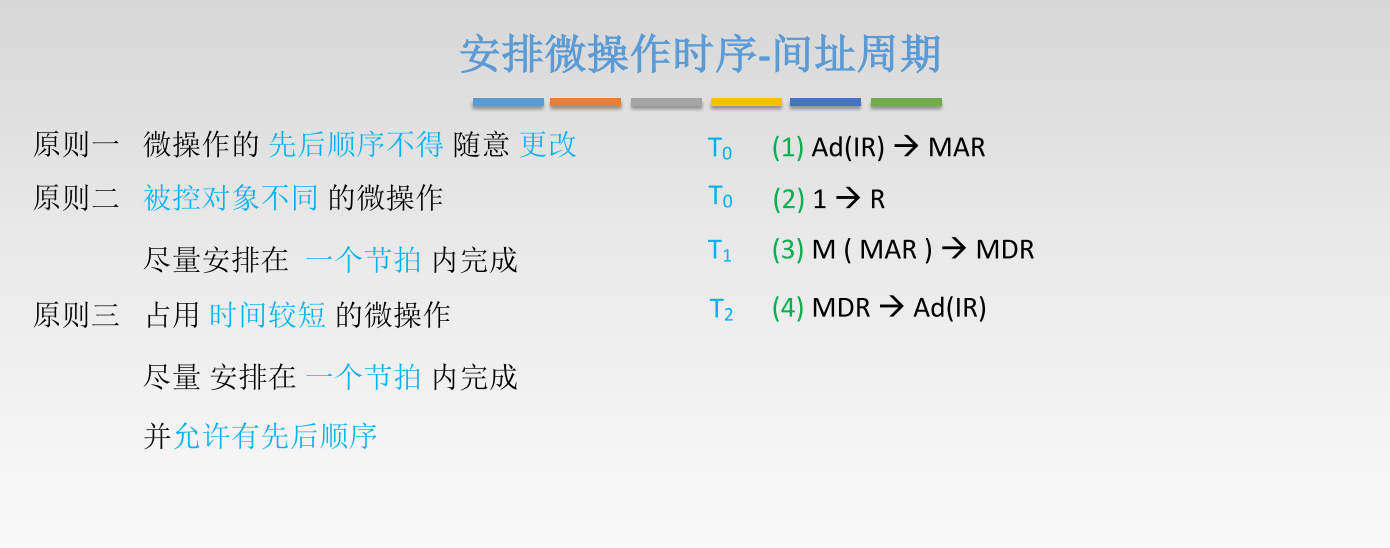 安排微操作时序-间址周期
原则一 微操作的 先后顺序不得 随意 更改
原则二 被控对象不同 的微操作
尽量安排在 一个节拍 内完成
原则三 占用 时间较短 的微操作
尽量 安排在 一个节拍 内完成
并允许有先后顺序
T₀ (1) Ad(IR) → MAR
T₀ (2) 1 → R
T₁ (3) M ( MAR ) → MDR
T₂ (4) MDR → Ad(IR)